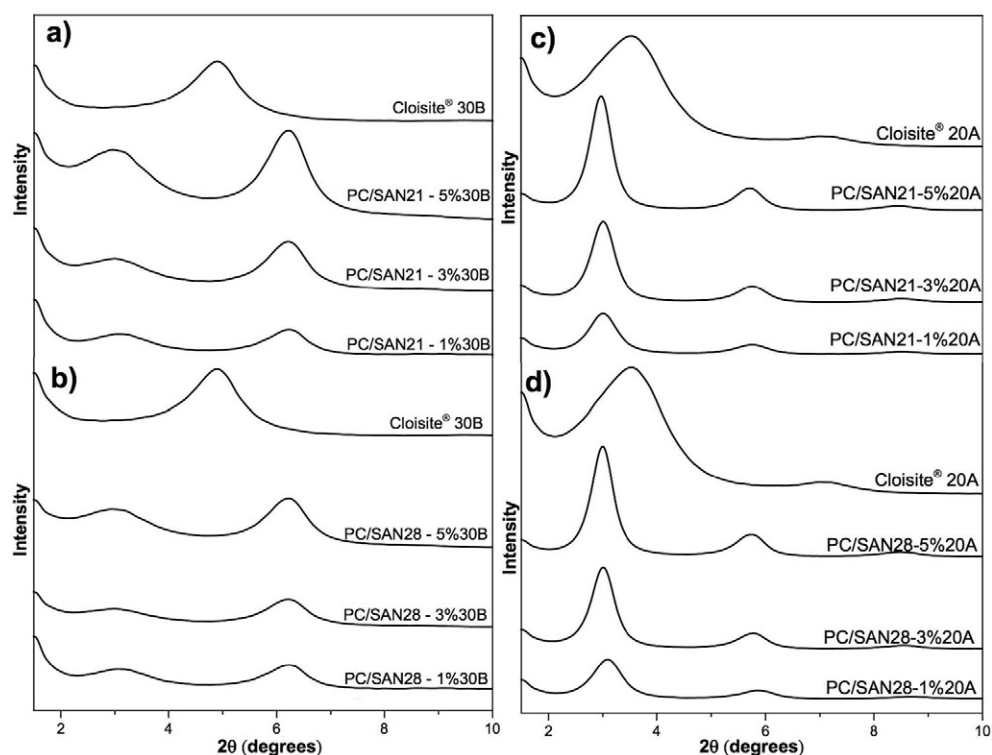 a)
Cloisite® 30B
PC/SAN21 - 5%30B
PC/SAN21 - 3%30B
PC/SAN21 - 1%30B
Intensity
b)
Cloisite® 30B
PC/SAN28 - 5%30B
PC/SAN28 - 3%30B
PC/SAN28 - 1%30B
Intensity
2 4 6 8 10
2θ (degrees)
c)
Cloisite® 20A
PC/SAN21-5%20A
PC/SAN21-3%20A
PC/SAN21-1%20A
Intensity
d)
Cloisite® 20A
PC/SAN28-5%20A
PC/SAN28-3%20A
PC/SAN28-1%20A
Intensity
2 4 6 8 10
2θ (degrees)